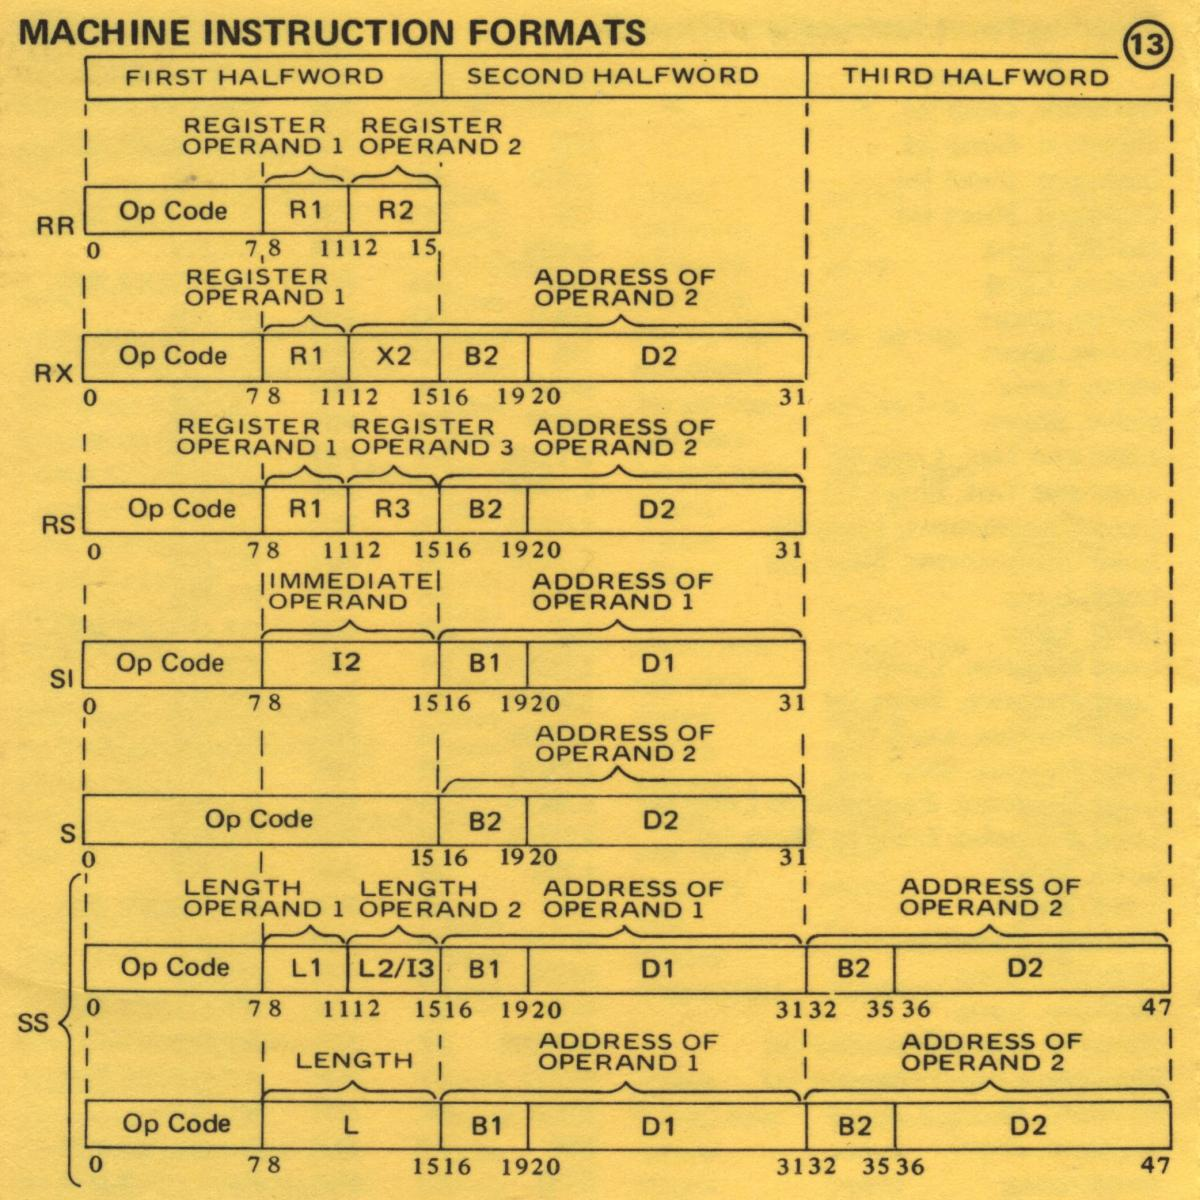 MACHINE INSTRUCTION FORMATS
13
FIRST HALFWORD SECOND HALFWORD THIRD HALFWORD
REGISTER REGISTER
OPERAND 1 OPERAND 2
RR Op Code R1 R2
0 7 8 11 12 15
REGISTER ADDRESS OF
OPERAND 1 OPERAND 2
RX Op Code R1 X2 B2 D2
0 7 8 11 12 15 16 19 20 31
REGISTER REGISTER ADDRESS OF
OPERAND 1 OPERAND 3 OPERAND 2
RS Op Code R1 R3 B2 D2
0 7 8 11 12 15 16 19 20 31
IMMEDIATE ADDRESS OF
OPERAND OPERAND 1
SI Op Code I2 B1 D1
0 7 8 15 16 19 20 31
ADDRESS OF
OPERAND 2
S Op Code B2 D2
0 15 16 19 20 31
LENGTH LENGTH ADDRESS OF ADDRESS OF
OPERAND 1 OPERAND 2 OPERAND 1 OPERAND 2
Op Code L1 L2/I3 B1 D1 B2 D2
0 7 8 11 12 15 16 19 20 31 32 35 36 47
SS
ADDRESS OF ADDRESS OF
LENGTH OPERAND 1 OPERAND 2
Op Code L B1 D1 B2 D2
0 7 8 15 16 19 20 31 32 35 36 47